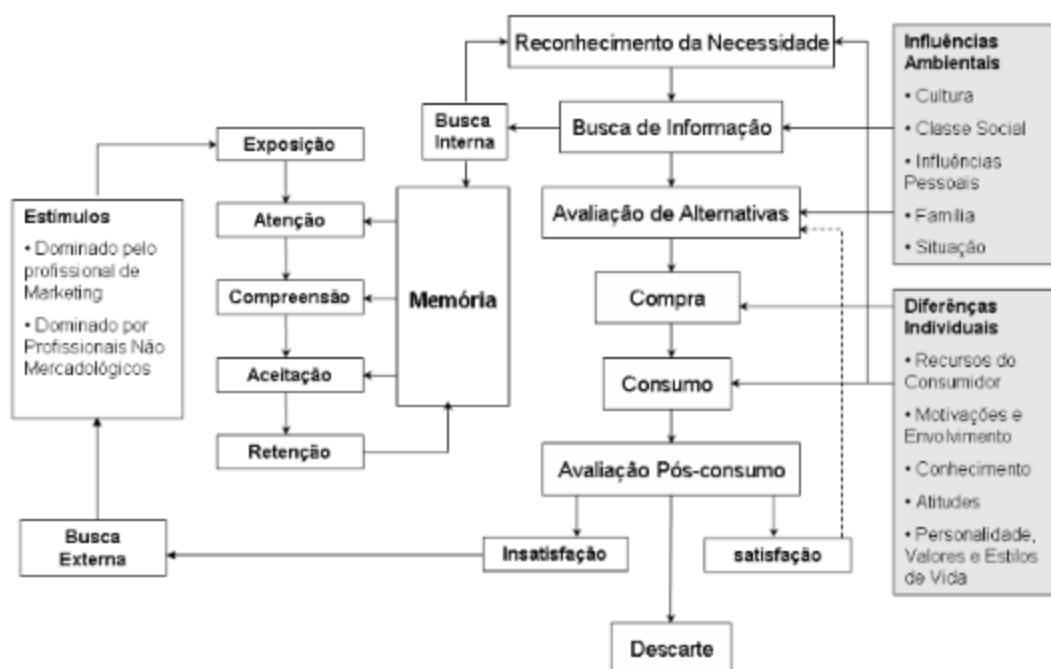 Reconhecimento da Necessidade
Busca
Interna
Busca de Informação
Avaliação de Alternativas
Compra
Consumo
Avaliação Pós-consumo
Insatisfação
satisfação
Descarte
Exposição
Atenção
Compreensão
Aceitação
Retenção
Memória
Estimulos
• Dominado pelo
profissional de
Marketing
• Dominado por
Profissionais Não
Mercadológicos
Busca
Externa
Influências
Ambientais
• Cultura
• Classe Social
• Influências
Pessoais
• Família
• Situação
Diferênças
Individuais
• Recursos do
Consumidor
• Motivações e
Envolvimento
• Conhecimento
• Atitudes
• Personalidade,
Valores e Estilos
de Vida